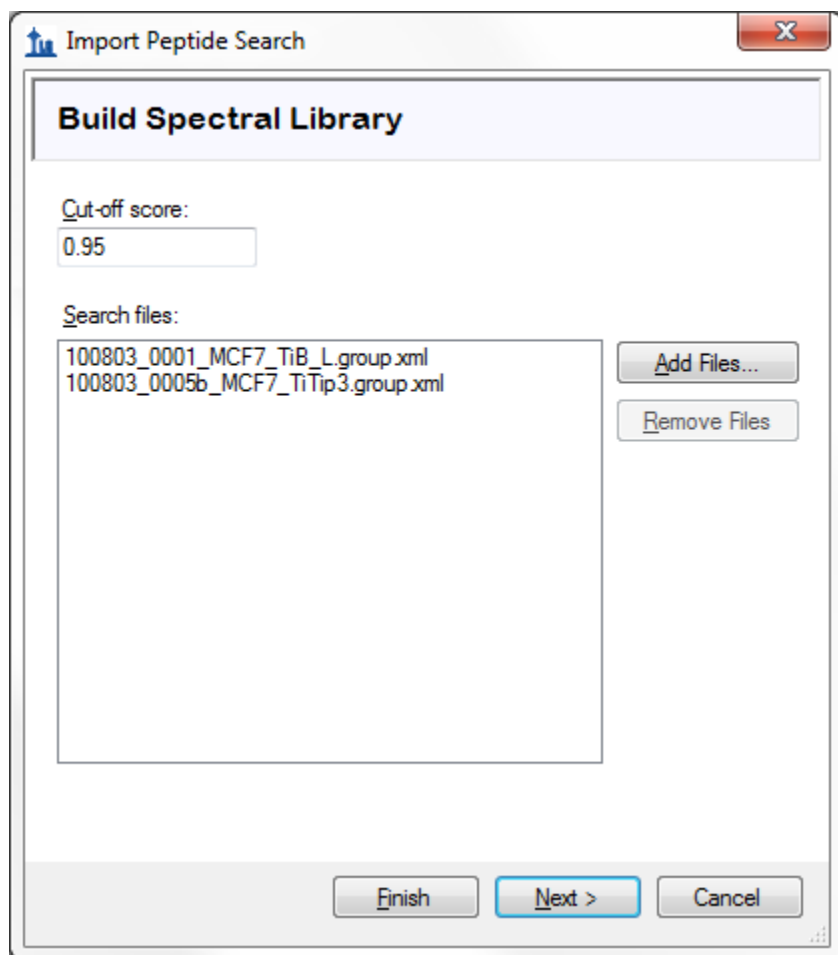 Import Peptide Search
Build Spectral Library
Cut-off score:
0.95
Search files:
100803_0001_MCF7_TiB_L.group.xml
100803_0005b_MCF7_TiTip3.group.xml
Add Files...
Remove Files
Finish
Next >
Cancel